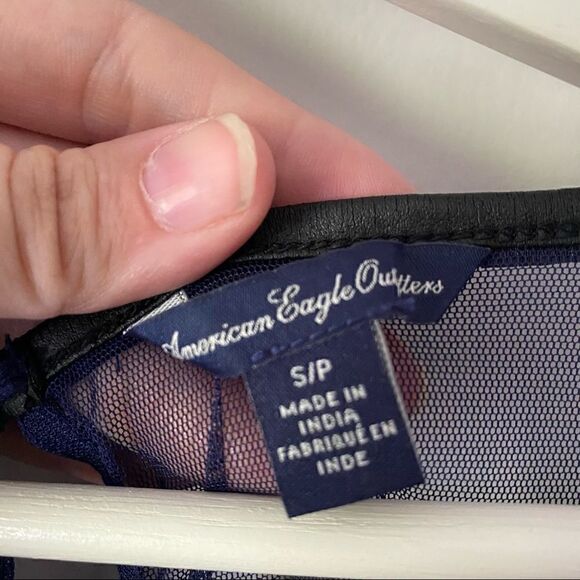 American Eagle Outfitters
S/P
MADE IN
INDIA
FABRIQUÉ EN
INDE